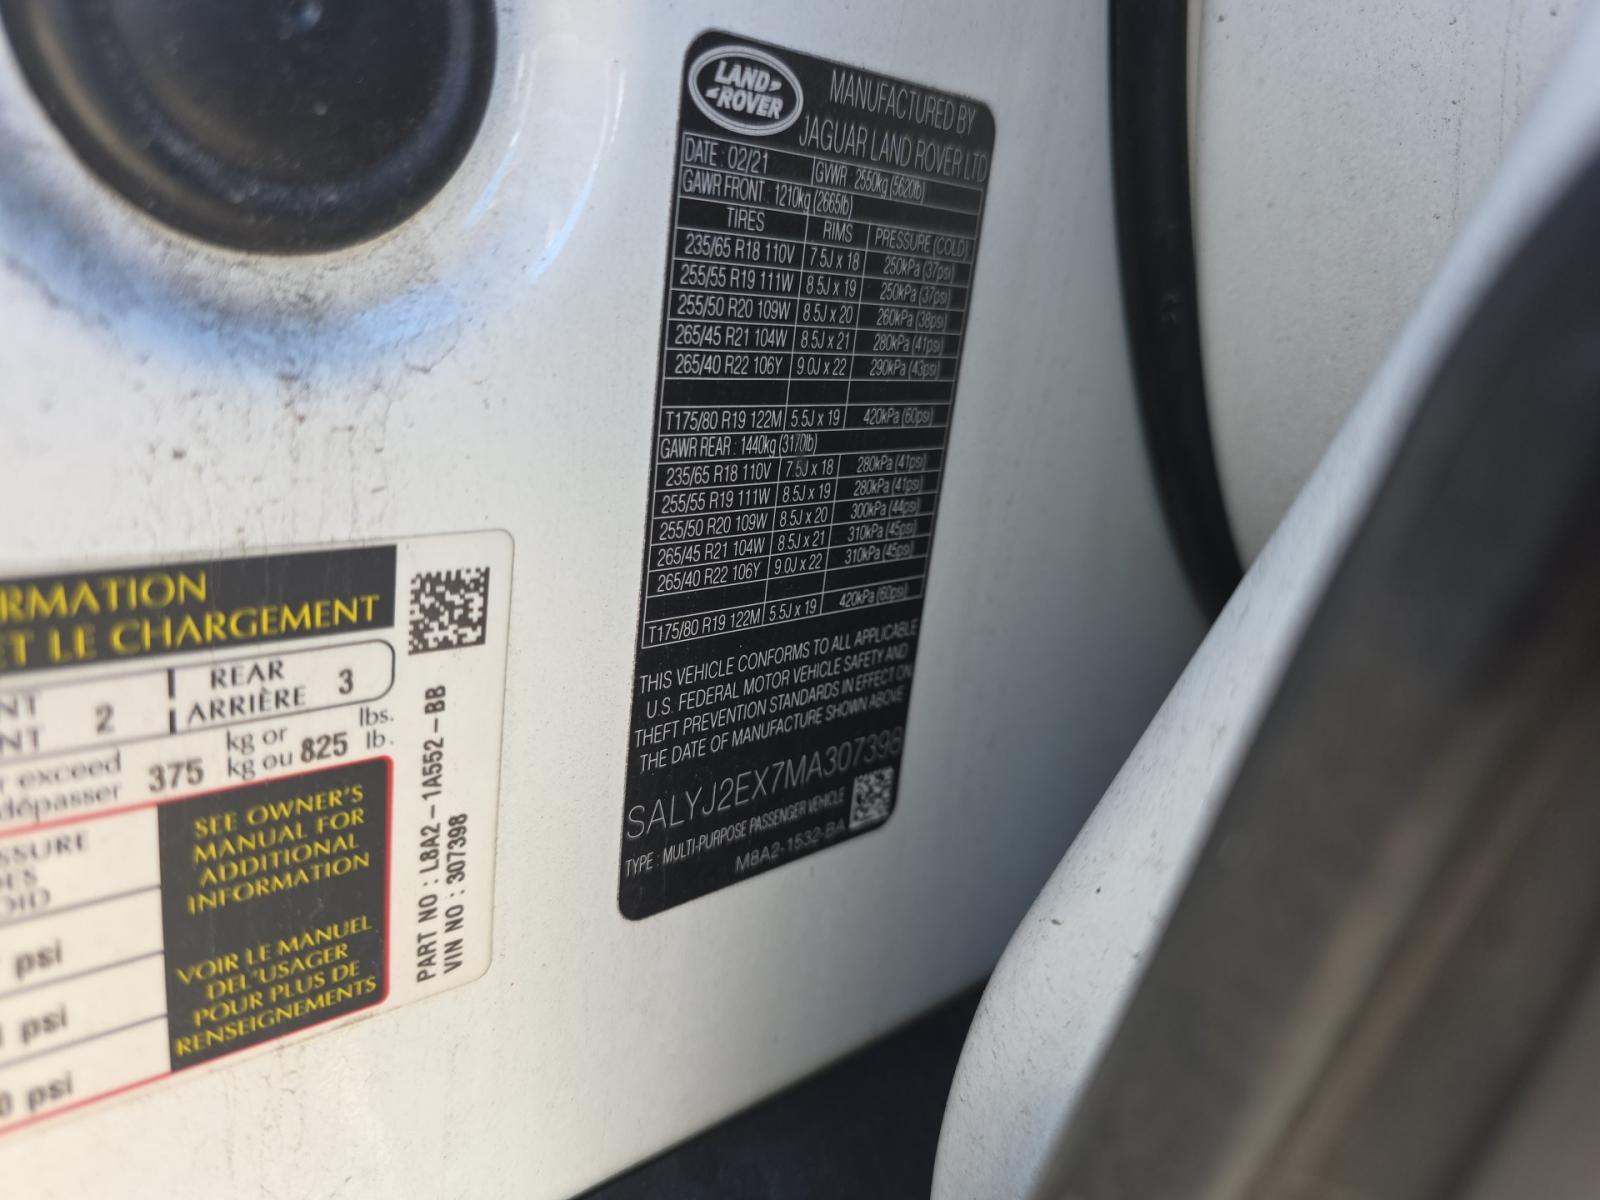 LAND
ROVER
MANUFACTURED BY
JAGUAR LAND ROVER LTD
DATE : 02/21 GVWR : 2550kg (5620lb)
GAWR FRONT : 1210kg (2665lb)
TIRES RIMS PRESSURE (COLD)
235/65 R18 110V 7.5J x 18 250kPa (37psi)
255/55 R19 111W 8.5J x 19 250kPa (37psi)
255/50 R20 109W 8.5J x 20 260kPa (38psi)
265/45 R21 104W 8.5J x 21 280kPa (41psi)
265/40 R22 106Y 9.0J x 22 290kPa (43psi)
T175/80 R19 122M 5.5J x 19 420kPa (60psi)
GAWR REAR : 1440kg (3170lb)
235/65 R18 110V 7.5J x 18 280kPa (41psi)
255/55 R19 111W 8.5J x 19 280kPa (41psi)
255/50 R20 109W 8.5J x 20 300kPa (44psi)
265/45 R21 104W 8.5J x 21 310kPa (45psi)
265/40 R22 106Y 9.0J x 22 310kPa (45psi)
T175/80 R19 122M 5.5J x 19 420kPa (60psi)
THIS VEHICLE CONFORMS TO ALL APPLICABLE
U.S. FEDERAL MOTOR VEHICLE SAFETY AND
THEFT PREVENTION STANDARDS IN EFFECT ON
THE DATE OF MANUFACTURE SHOWN ABOVE
SALYJ2EX7MA307398
TYPE : MULTI-PURPOSE PASSENGER VEHICLE
M8A2-1532-BA
RMATION
ET LE CHARGEMENT
NT 2 REAR 3
NT ARRIÈRE
exceed 375 kg or 825 lbs.
dépasser kg ou lb.
SSURE
SEE OWNER'S
MANUAL FOR
ADDITIONAL
INFORMATION
VOIR LE MANUEL
DEL'USAGER
POUR PLUS DE
RENSEIGNEMENTS
psi
psi
0 psi
PART NO : L8A2-1A552-BB
VIN NO : 307398